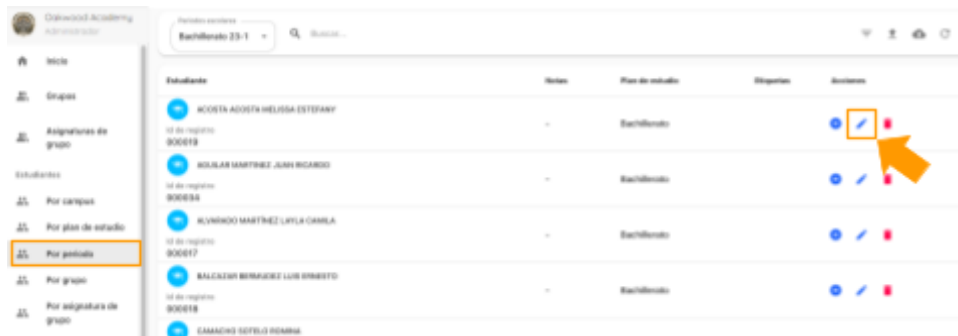 Oakwood Academy
Administrador
Inicio
Grupos
Asignaturas de
grupo
Estudiantes
Por campus
Por plan de estudio
Por periodo
Por grupo
Por asignatura de
grupo
Periodos escolares
Bachillerato 23-1
Buscar...
Estudiante Notas Plan de estudio Etiquetas Acciones
ACOSTA ACOSTA MELISSA ESTEFANY
Id de registro
000019
- Bachillerato
AGUILAR MARTINEZ JUAN RICARDO
Id de registro
000034
- Bachillerato
ALVARADO MARTÍNEZ LAYLA CAMILA
Id de registro
000017
- Bachillerato
BALCAZAR BERMUDEZ LUIS ERNESTO
Id de registro
000018
- Bachillerato
CAMACHO SOTELO ROMINA